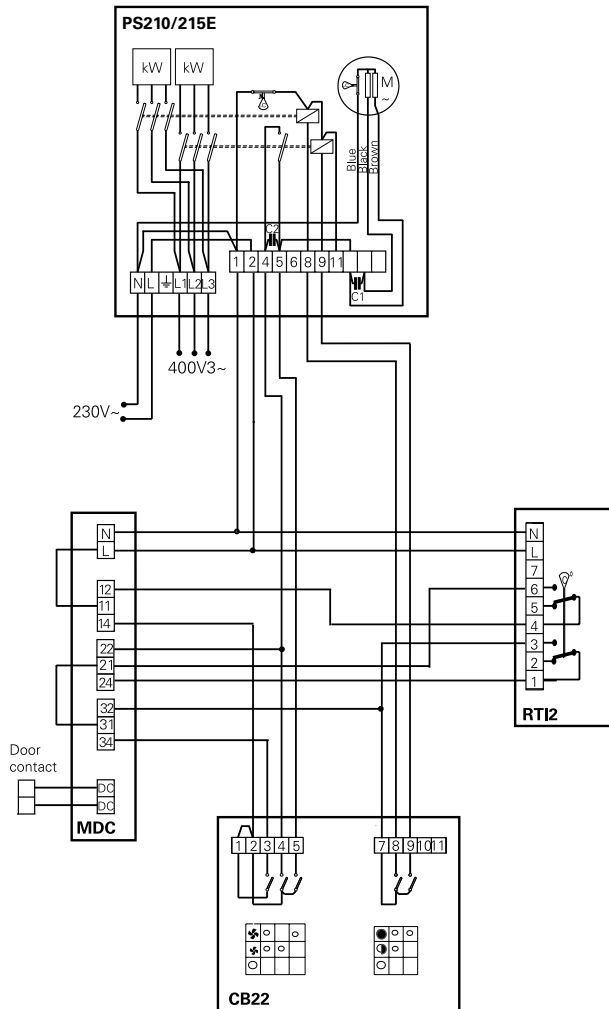 PS210/215E
kW kW
M
~
Blue
Black
Brown
C2
1 2 4 5 6 8 9 11
N L L1 L2 L3
C1
400V3~
230V~
N
L
12
11
14
22
21
24
32
31
34
DC
DC
MDC
Door
contact
N
L
7
6
5
4
3
2
1
RTI2
1 2 3 4 5
7 8 9 10 11
CB22